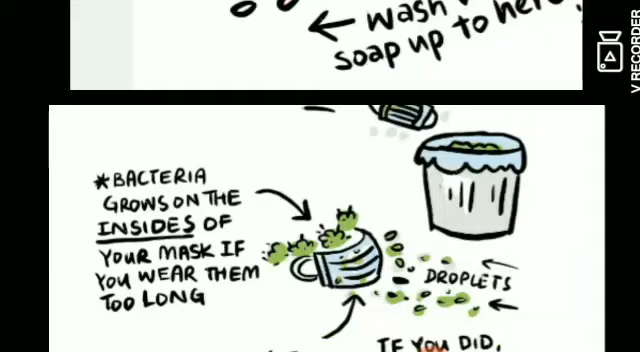 ← wash
soap up to here
V RECORDER
*BACTERIA
GROWS ON THE
INSIDES OF
YOUR MASK IF
YOU WEAR THEM
TOO LONG
DROPLETS
IF YOU DID,